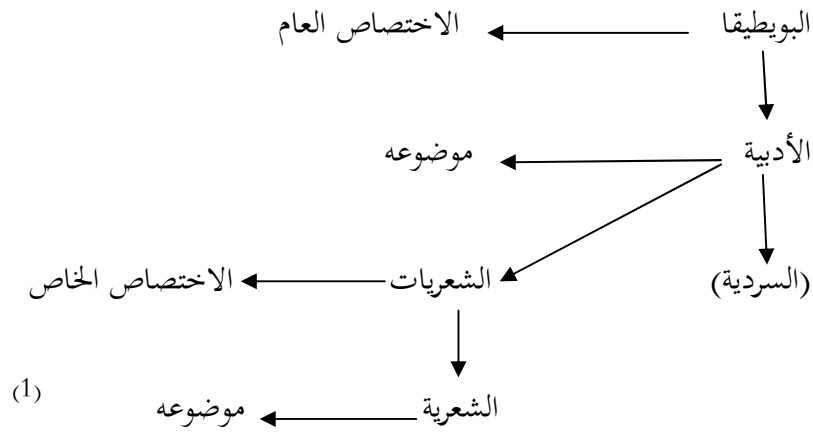 البويطيقا الاختصاص العام
الأدبية موضوعه
(السردية) الشعريات الاختصاص الخاص
الشعرية موضوعه (1)